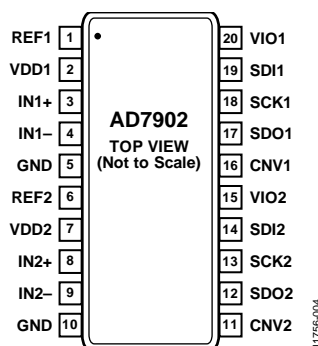 REF1 1
VDD1 2
IN1+ 3
IN1– 4
GND 5
REF2 6
VDD2 7
IN2+ 8
IN2– 9
GND 10
AD7902
TOP VIEW
(Not to Scale)
20 VIO1
19 SDI1
18 SCK1
17 SDO1
16 CNV1
15 VIO2
14 SDI2
13 SCK2
12 SDO2
11 CNV2